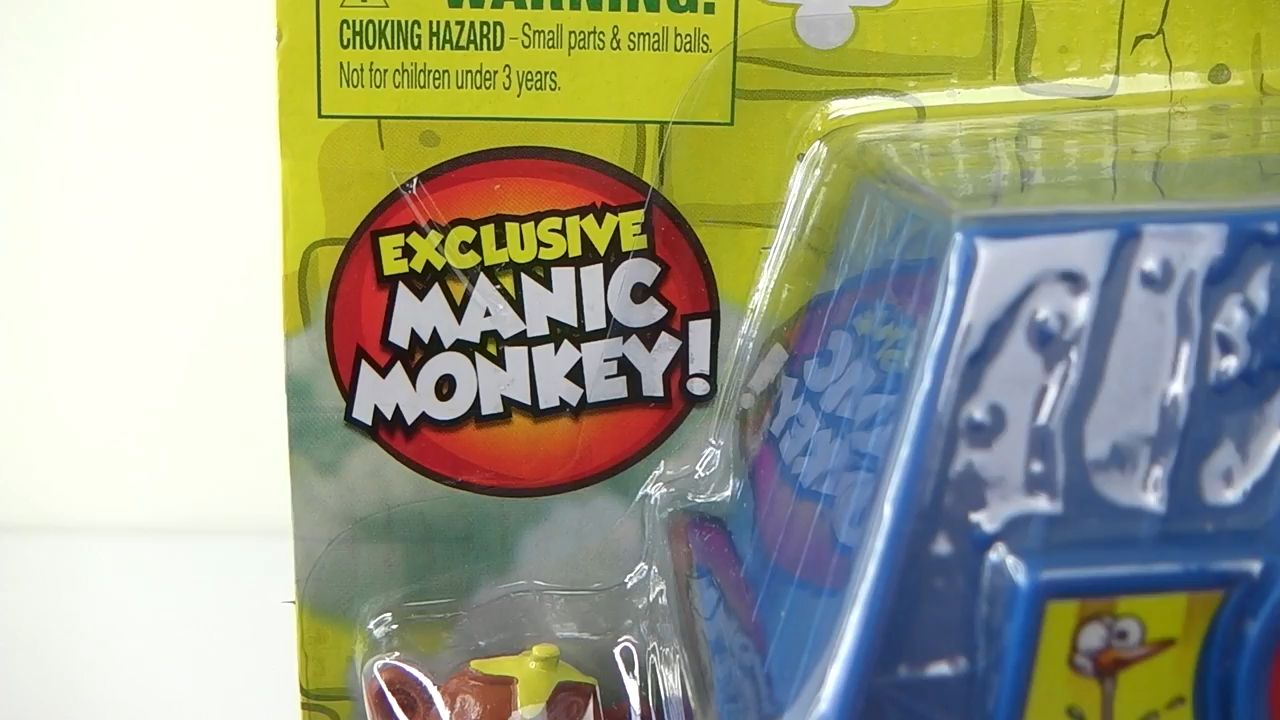 WARNING:
CHOKING HAZARD – Small parts & small balls.
Not for children under 3 years.
EXCLUSIVE
MANIC
MONKEY!